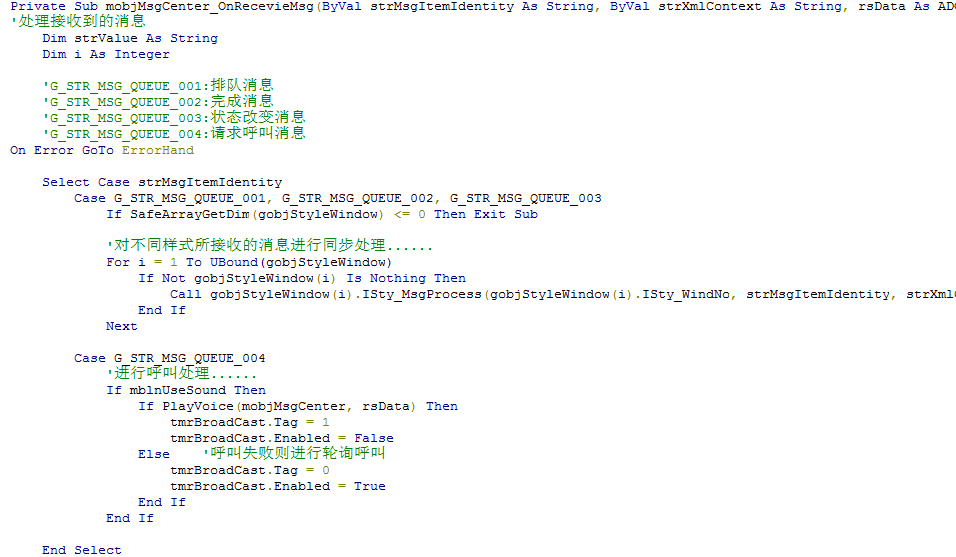 Private Sub mobjMsgCenter_OnRecevieMsg(ByVal strMsgItemIdentity As String, ByVal strXmlContext As String, rsData As ADO
'处理接收到的消息
Dim strValue As String
Dim i As Integer
'G_STR_MSG_QUEUE_001:排队消息
'G_STR_MSG_QUEUE_002:完成消息
'G_STR_MSG_QUEUE_003:状态改变消息
'G_STR_MSG_QUEUE_004:请求呼叫消息
On Error GoTo ErrorHand
Select Case strMsgItemIdentity
Case G_STR_MSG_QUEUE_001, G_STR_MSG_QUEUE_002, G_STR_MSG_QUEUE_003
If SafeArrayGetDim(gobjStyleWindow) <= 0 Then Exit Sub
'对不同样式所接收的消息进行同步处理......
For i = 1 To UBound(gobjStyleWindow)
If Not gobjStyleWindow(i) Is Nothing Then
Call gobjStyleWindow(i).ISty_MsgProcess(gobjStyleWindow(i).ISty_WindNo, strMsgItemIdentity, strXmlC
End If
Next
Case G_STR_MSG_QUEUE_004
'进行呼叫处理......
If mblnUseSound Then
If PlayVoice(mobjMsgCenter, rsData) Then
tmrBroadCast.Tag = 1
tmrBroadCast.Enabled = False
Else '呼叫失败则进行轮询呼叫
tmrBroadCast.Tag = 0
tmrBroadCast.Enabled = True
End If
End If
End Select